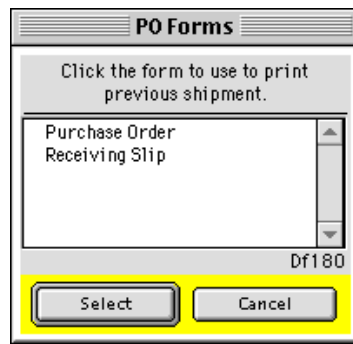 PO Forms
Click the form to use to print
previous shipment.
Purchase Order
Receiving Slip
Df180
Select
Cancel